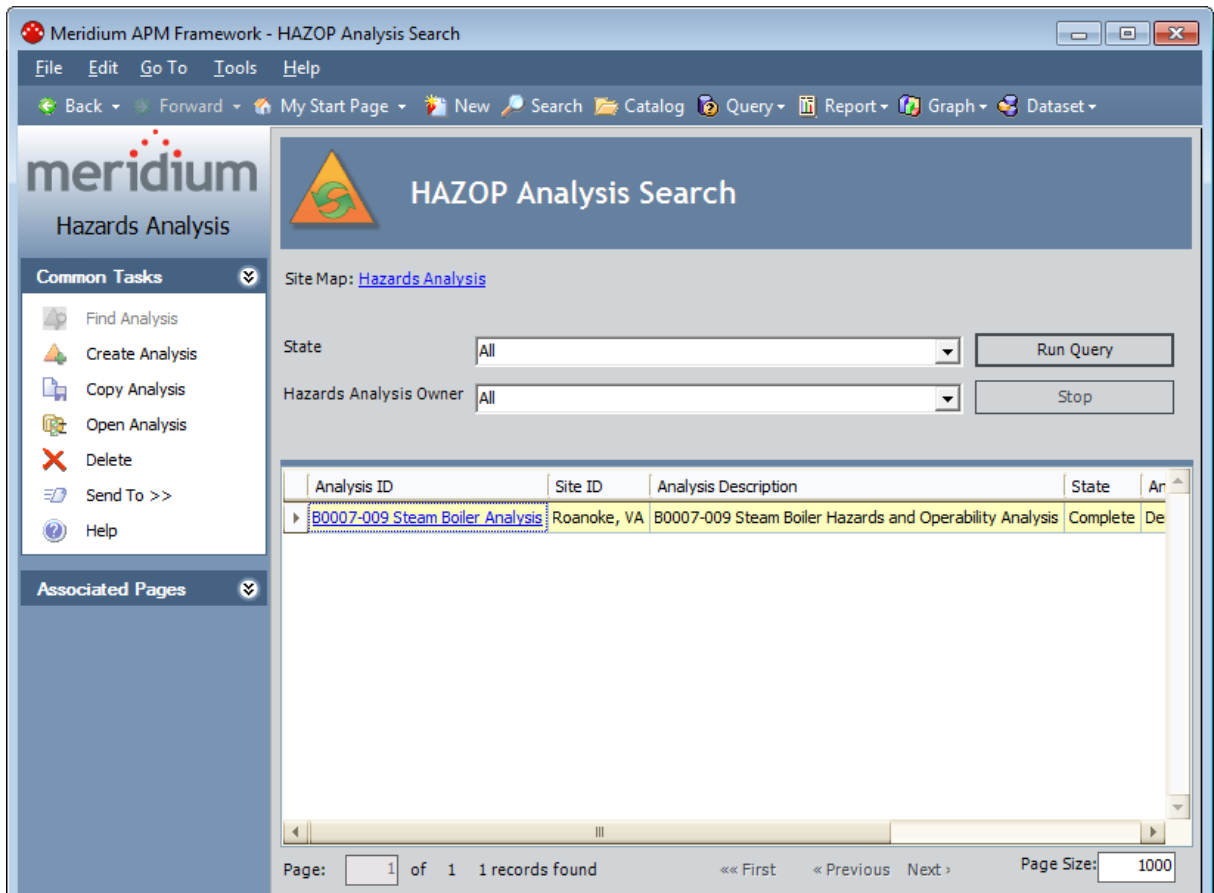 Meridium APM Framework - HAZOP Analysis Search
File Edit Go To Tools Help
Back Forward My Start Page New Search Catalog Query Report Graph Dataset
meridium
Hazards Analysis
Common Tasks
Find Analysis
Create Analysis
Copy Analysis
Open Analysis
Delete
Send To >>
Help
Associated Pages
HAZOP Analysis Search
Site Map: Hazards Analysis
State All Run Query
Hazards Analysis Owner All Stop
Analysis ID Site ID Analysis Description State An
B0007-009 Steam Boiler Analysis Roanoke, VA B0007-009 Steam Boiler Hazards and Operability Analysis Complete De
Page: 1 of 1 1 records found «« First « Previous Next › Page Size: 1000